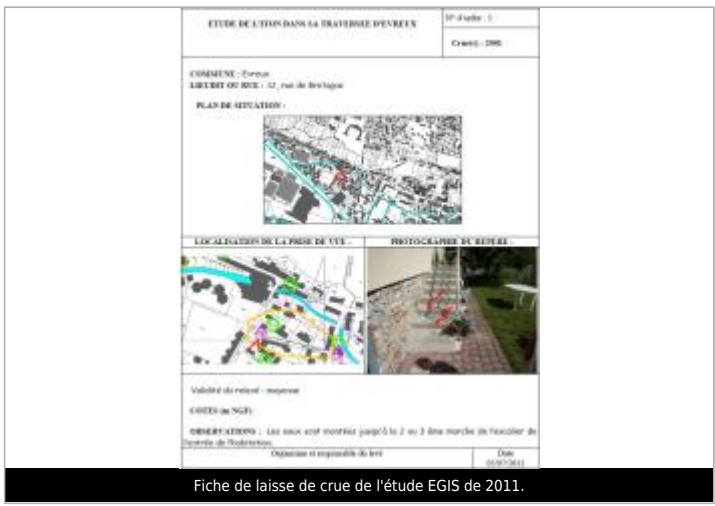 ETUDE DE L'ITON DANS SA TRAVERSEE D'EVREUX
Crue(s) : 2001
COMMUNE : Evreux
LIEUDIT OU RUE : 32, rue de Bretagne
PLAN DE SITUATION :
LOCALISATION DE LA PRISE DE VUE :
PHOTOGRAPHIE DU REPERE :
Validité du relevé : moyenne
COTES (m NGF):
OBSERVATIONS : Les eaux sont montées jusqu'à la 2 ou 3 ème marche de l'escalier de
l'entrée de l'habitation.
Organisme et responsable du levé
Date
Fiche de laisse de crue de l'étude EGIS de 2011.